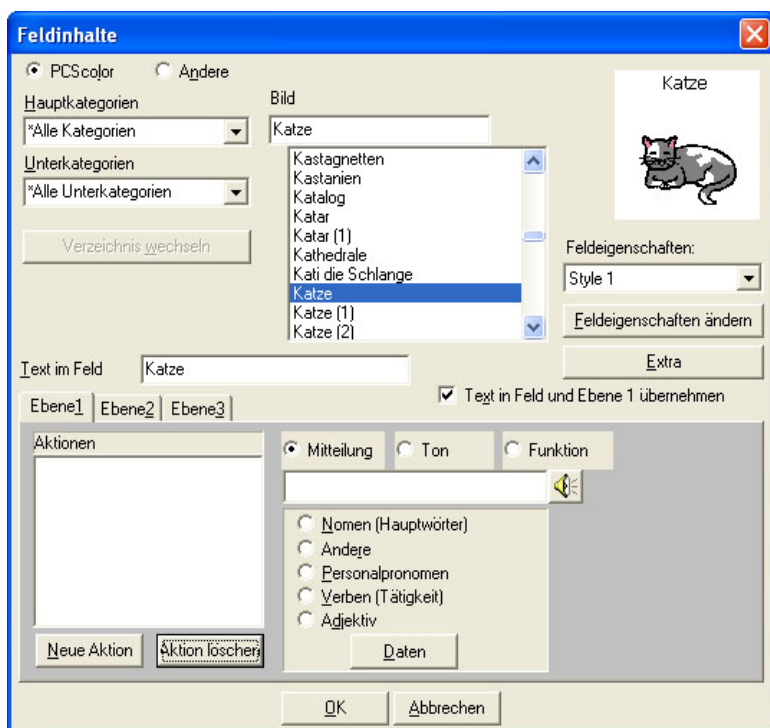 Feldinhalte
PCScolor
Andere
Katze
Hauptkategorien
Bild
*Alle Kategorien
Katze
Unterkategorien
*Alle Unterkategorien
Kastagnetten
Kastanien
Katalog
Katar
Katar (1)
Kathedrale
Kati die Schlange
Katze
Katze (1)
Katze (2)
Verzeichnis wechseln
Feldeigenschaften:
Style 1
Feldeigenschaften ändern
Extra
Text im Feld
Katze
Text in Feld und Ebene 1 übernehmen
Ebene1
Ebene2
Ebene3
Aktionen
Mitteilung
Ton
Funktion
Nomen (Hauptwörter)
Andere
Personalpronomen
Verben (Tätigkeit)
Adjektiv
Neue Aktion
Aktion löschen
Daten
OK
Abbrechen